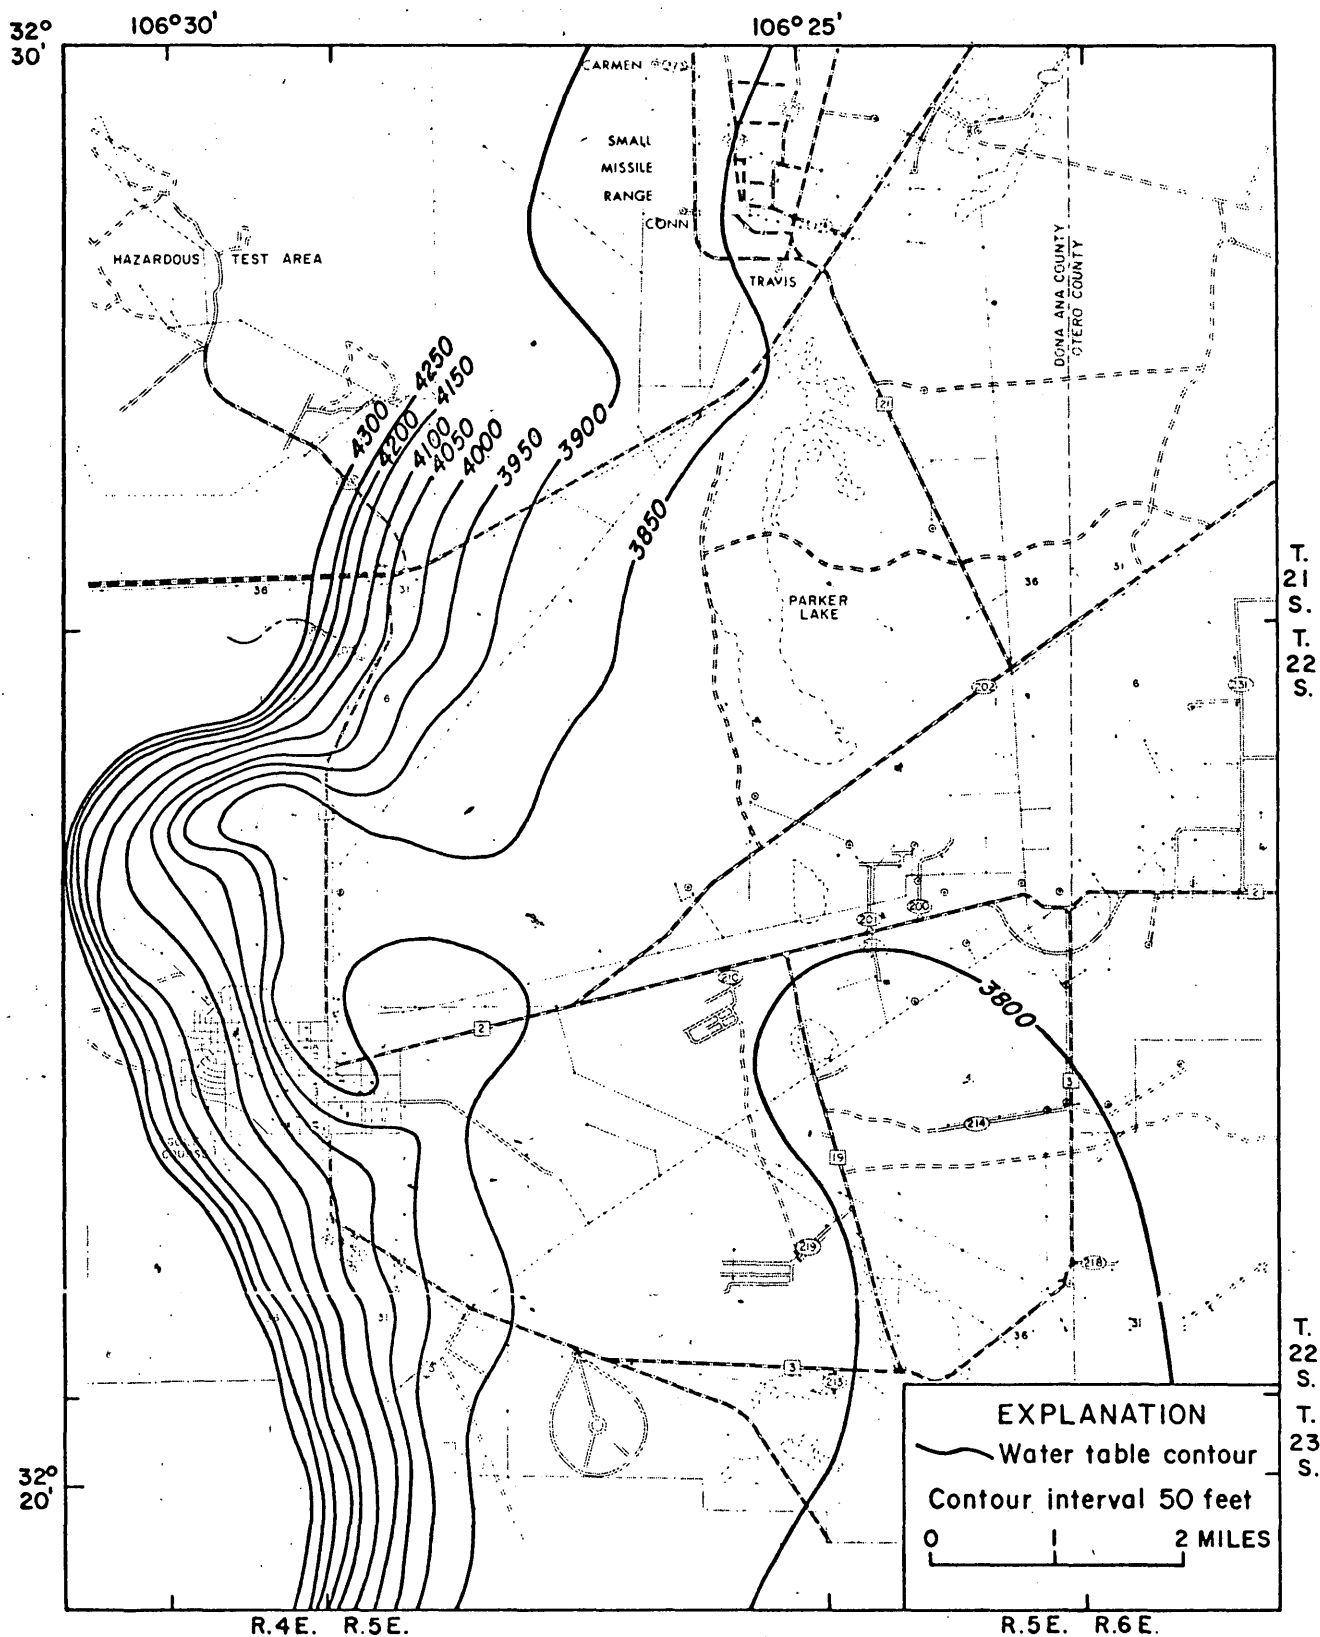 32°
30'
106° 30'
106° 25'
CARMEN
SMALL
MISSILE
RANGE
CONN
HAZARDOUS TEST AREA
TRAVIS
DONA ANA COUNTY
OTERO COUNTY
4250
4150
4300
4200
4100
4050
4000
3950
3900
3850
21
36
31
36
31
PARKER
LAKE
T.
21
S.
T.
22
S.
202
6
6
231
201
200
2
210
2
3800
3
214
19
219
218
31
36
31
3
213
T.
22
S.
T.
23
S.
32°
20'
EXPLANATION
Water table contour
Contour interval 50 feet
0 1 2 MILES
R.4E. R.5E.
R.5E. R.6E.